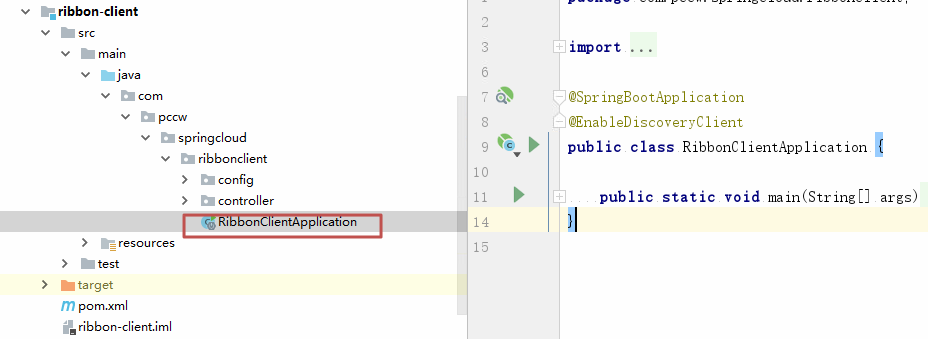 ribbon-client
src
main
java
com
pccw
springcloud
ribbonclient
config
controller
RibbonClientApplication
resources
test
target
pom.xml
ribbon-client.iml
1
2
3 import ...
6
7 @SpringBootApplication
8 @EnableDiscoveryClient
9 public class RibbonClientApplication {
10
11 public static void main(String[] args)
14 }
15